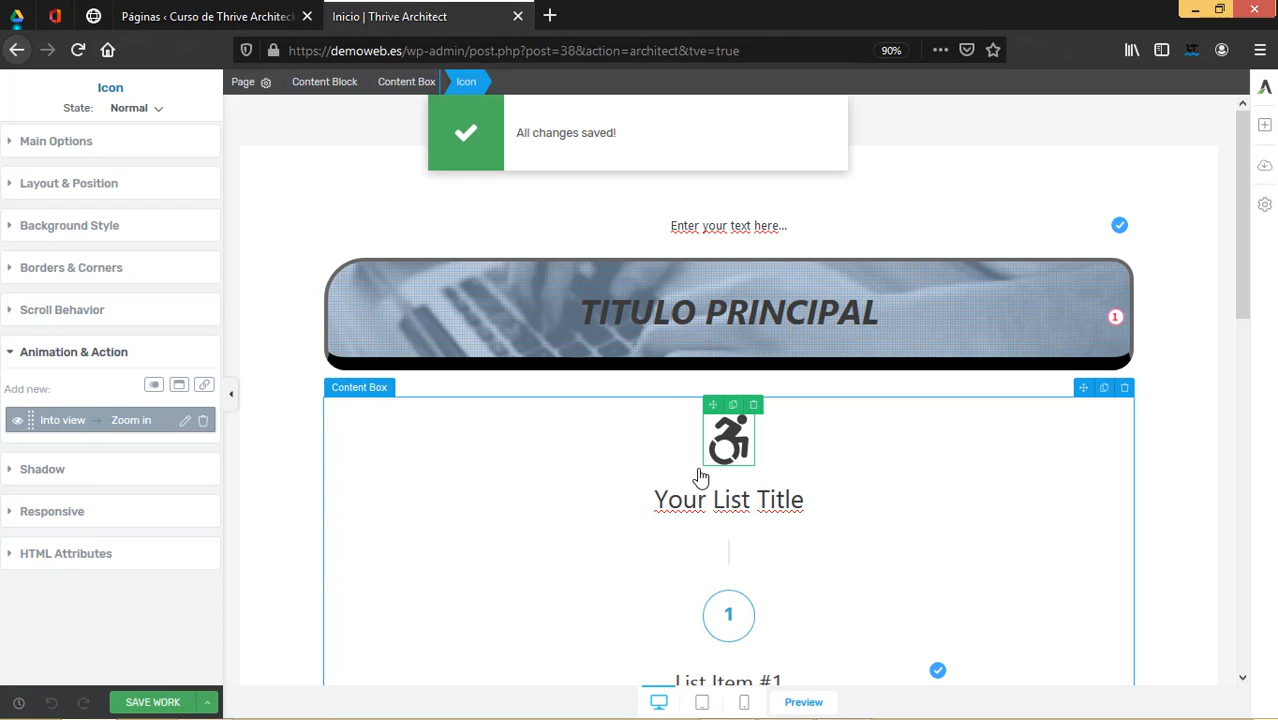 Páginas ‹ Curso de Thrive Architect
Inicio | Thrive Architect
https://demoweb.es/wp-admin/post.php?post=38&action=architect&tve=true
90%
LT
Icon
State: Normal
Main Options
Layout & Position
Background Style
Borders & Corners
Scroll Behavior
Animation & Action
Add new:
Into view → Zoom in
Shadow
Responsive
HTML Attributes
SAVE WORK
Page
Content Block
Content Box
Icon
All changes saved!
Enter your text here...
TITULO PRINCIPAL
1
Content Box
Your List Title
1
List Item #1
Preview